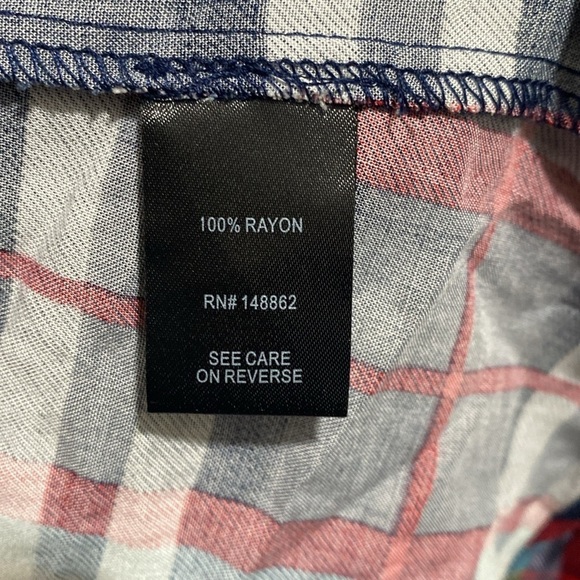 100% RAYON
RN# 148862
SEE CARE
ON REVERSE